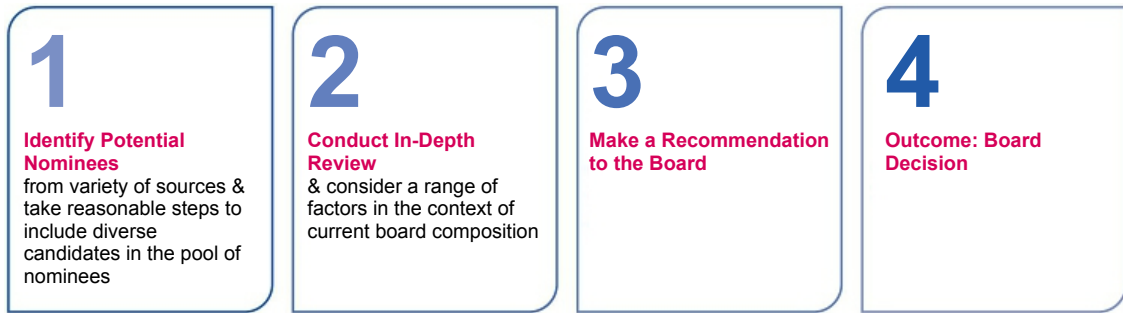 1
Identify Potential
Nominees
from variety of sources &
take reasonable steps to
include diverse
candidates in the pool of
nominees
2
Conduct In-Depth
Review
& consider a range of
factors in the context of
current board composition
3
Make a Recommendation
to the Board
4
Outcome: Board
Decision